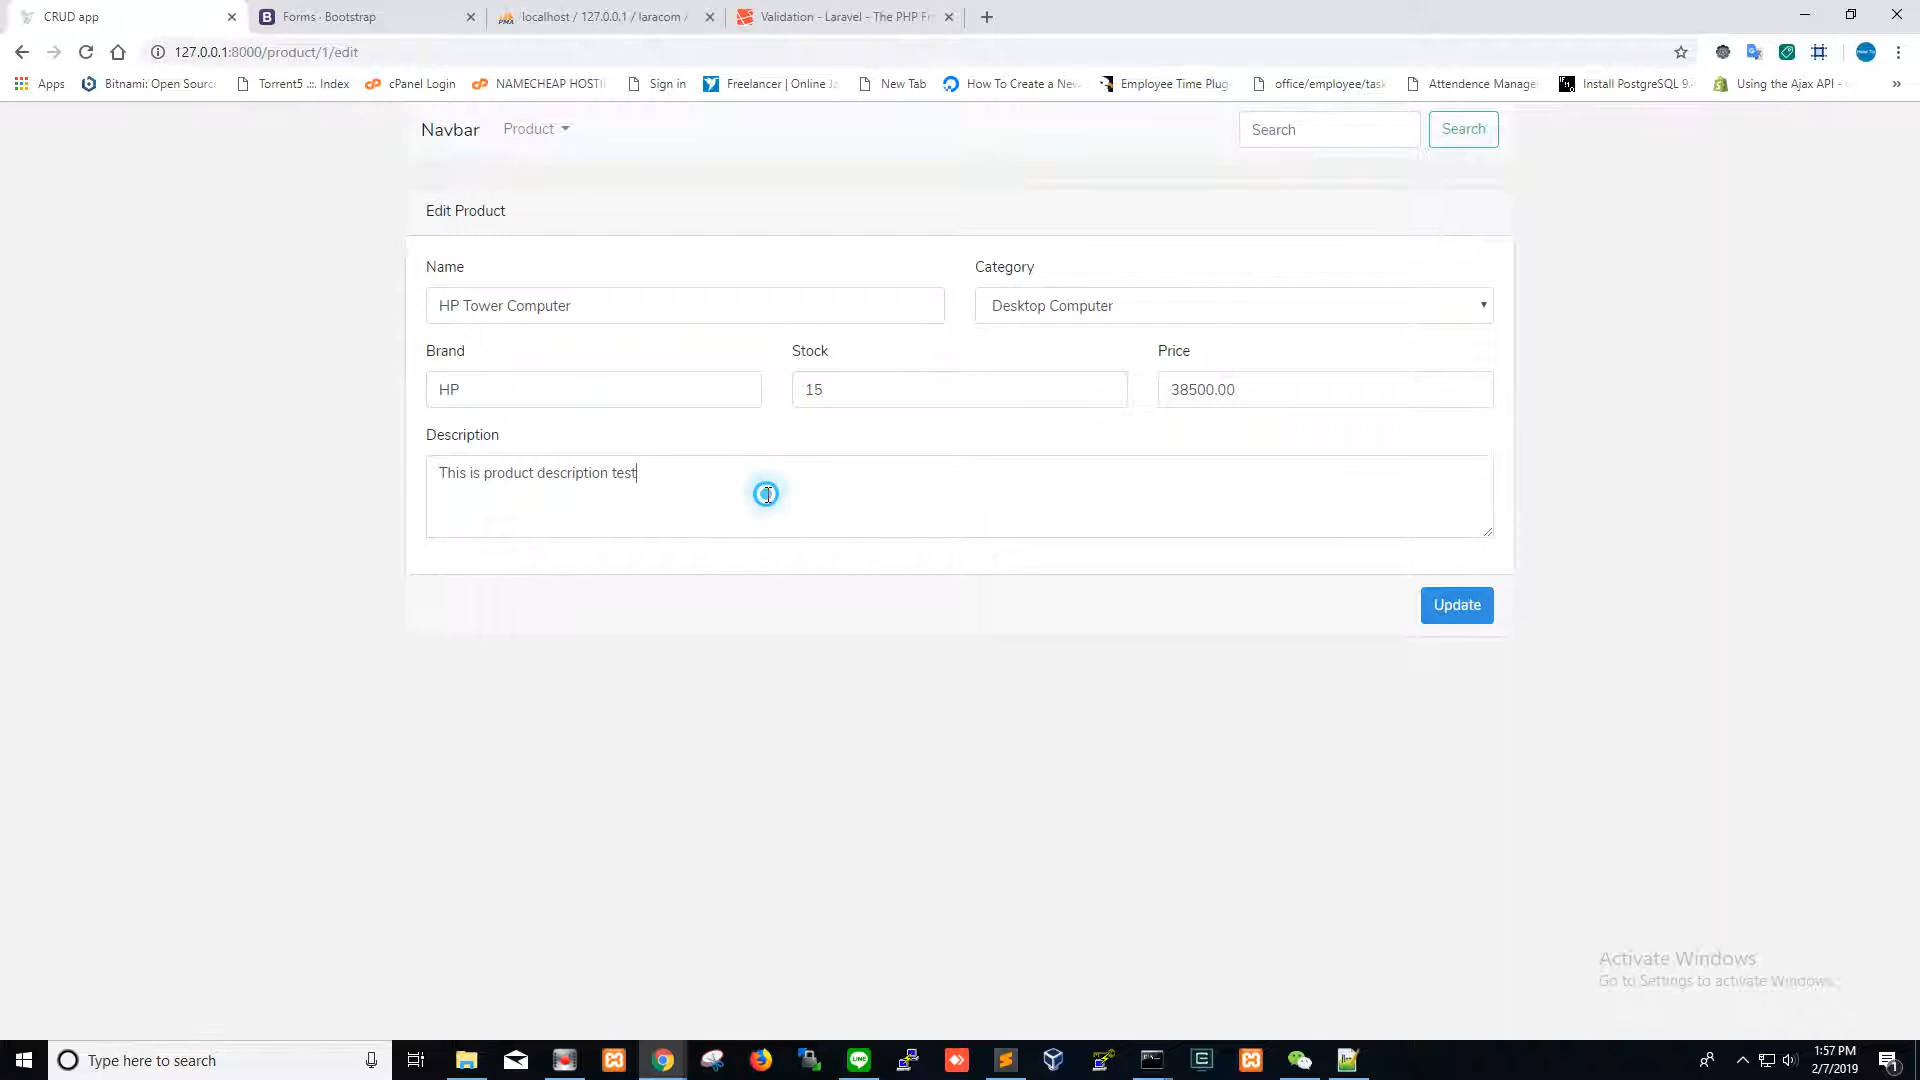 CRUD app
Forms · Bootstrap
localhost / 127.0.0.1 / laracom /
Validation - Laravel - The PHP Fr
127.0.0.1:8000/product/1/edit
Apps
Bitnami: Open Sourc
Torrent5 .::. Index
cPanel Login
NAMECHEAP HOSTI
Sign in
Freelancer | Online Jo
New Tab
How To Create a New
Employee Time Plug
office/employee/task
Attendence Manage
Install PostgreSQL 9.
Using the Ajax API -
»
Navbar
Product
Search
Search
Edit Product
Name
Category
HP Tower Computer
Desktop Computer
Brand
Stock
Price
HP
15
38500.00
Description
This is product description test
Update
Activate Windows
Go to Settings to activate Windows.
Type here to search
1:57 PM
2/7/2019